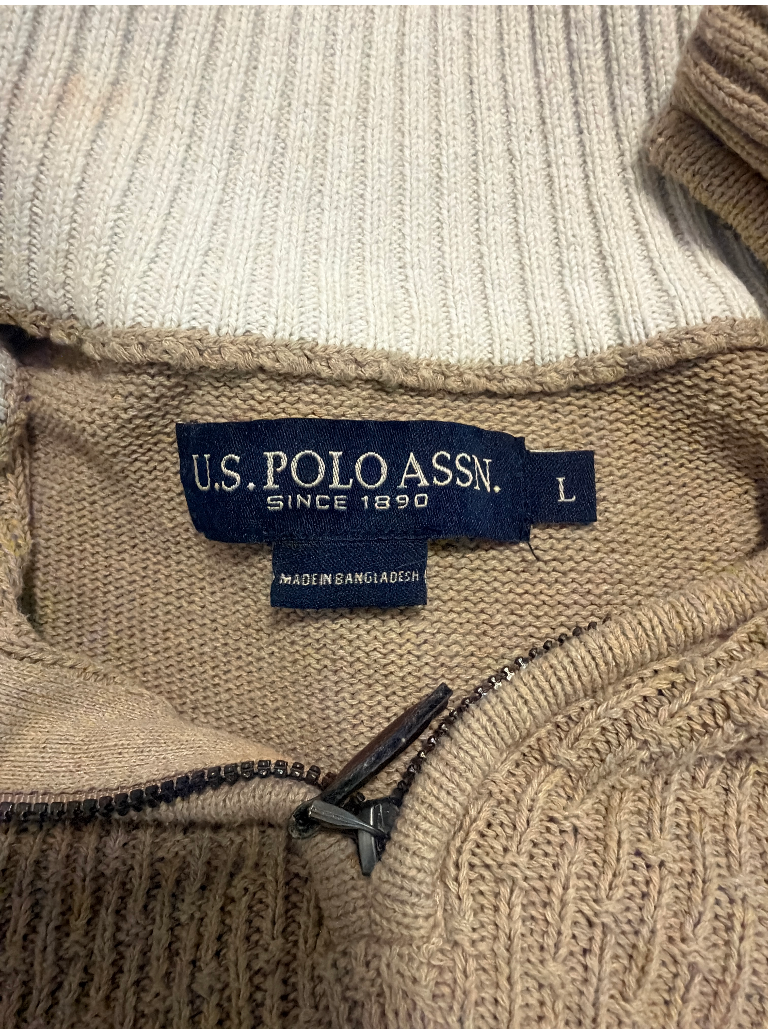 U.S. POLO ASSN.
SINCE 1890
L
MADE IN BANGLADESH